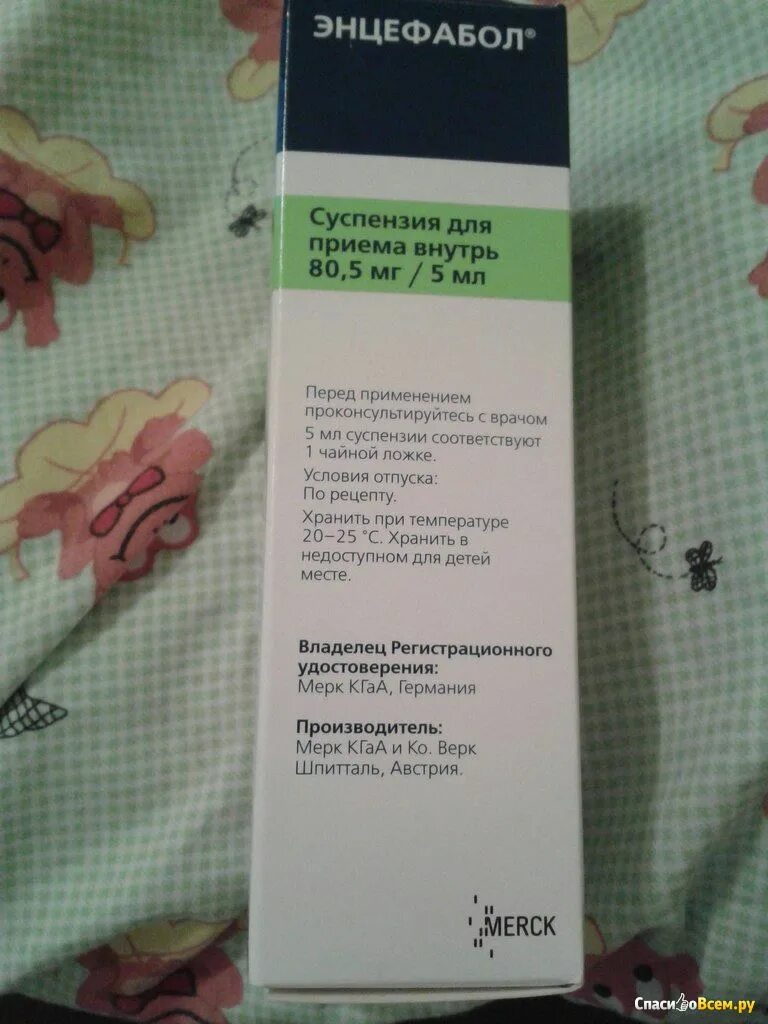 ЭНЦЕФАБОЛ®
Суспензия для
приема внутрь
80,5 мг / 5 мл
Перед применением
проконсультируйтесь с врачом
5 мл суспензии соответствуют
1 чайной ложке.
Условия отпуска:
По рецепту.
Хранить при температуре
20–25 °С. Хранить в
недоступном для детей
месте.
Владелец Регистрационного
удостоверения:
Мерк КГаА, Германия
Производитель:
Мерк КГаА и Ко. Верк
Шпитталь, Австрия.
MERCK
СпасибоВсем.ру